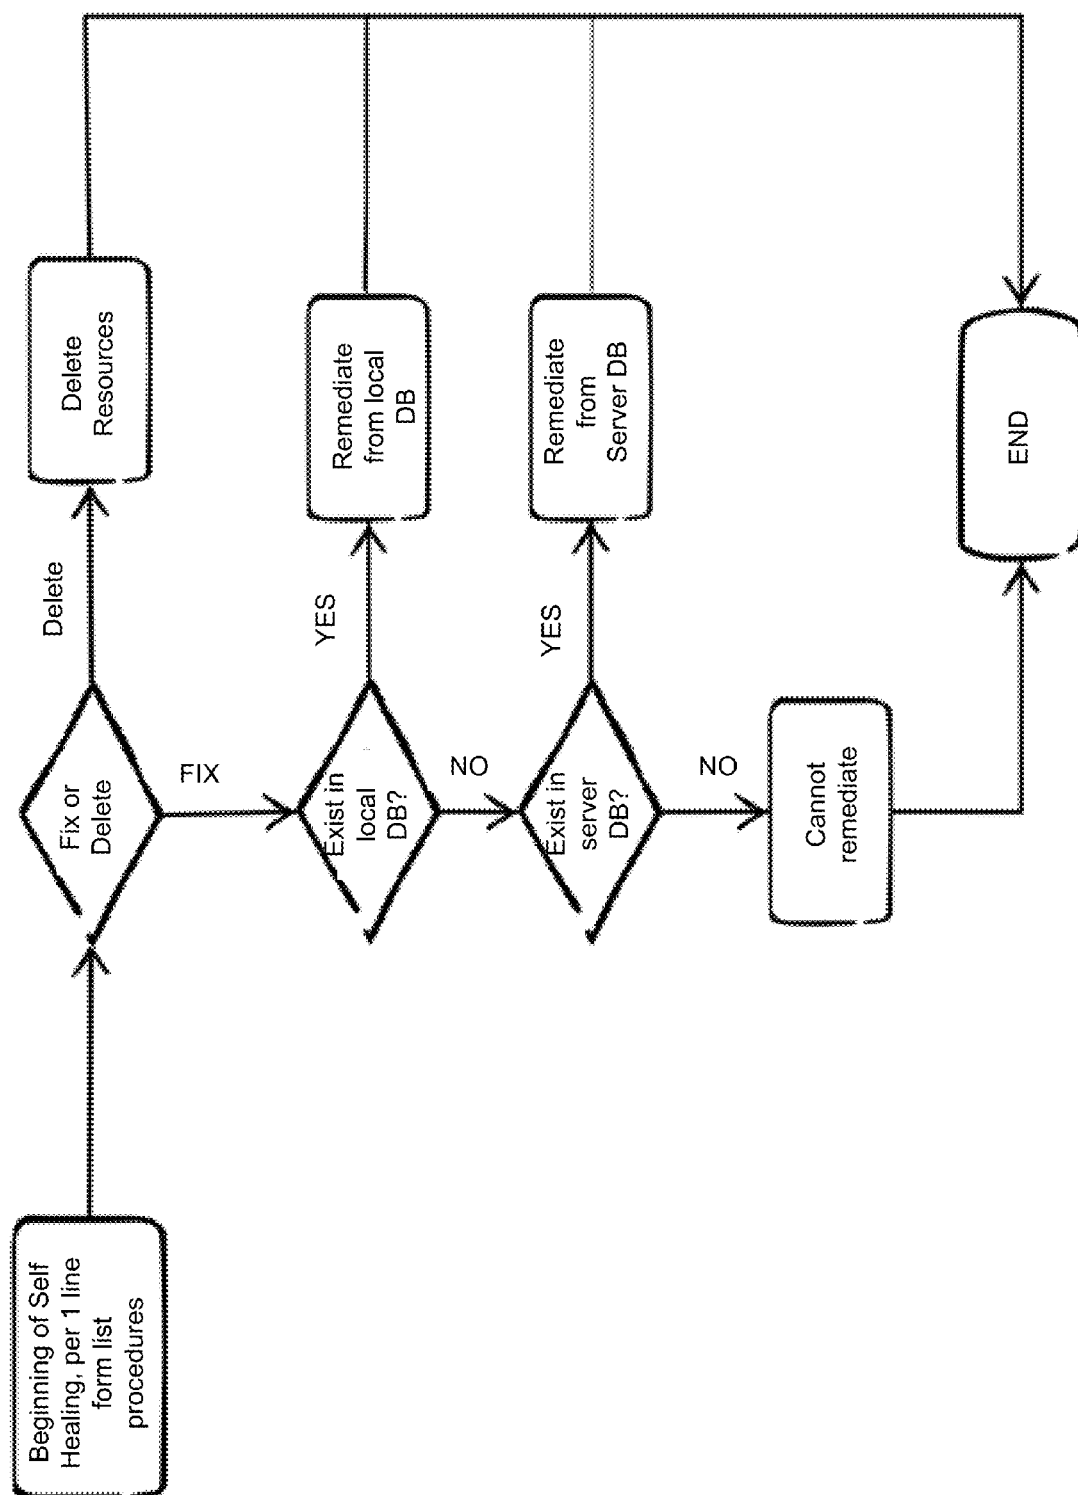 Beginning of Self
Healing, per 1 line
form list
procedures
Fix or
Delete
Delete
Delete
Resources
FIX
Exist in
local
DB?
YES
Remediate
from local
DB
NO
Exist in
server
DB?
YES
Remediate
from
Server DB
NO
Cannot
remediate
END